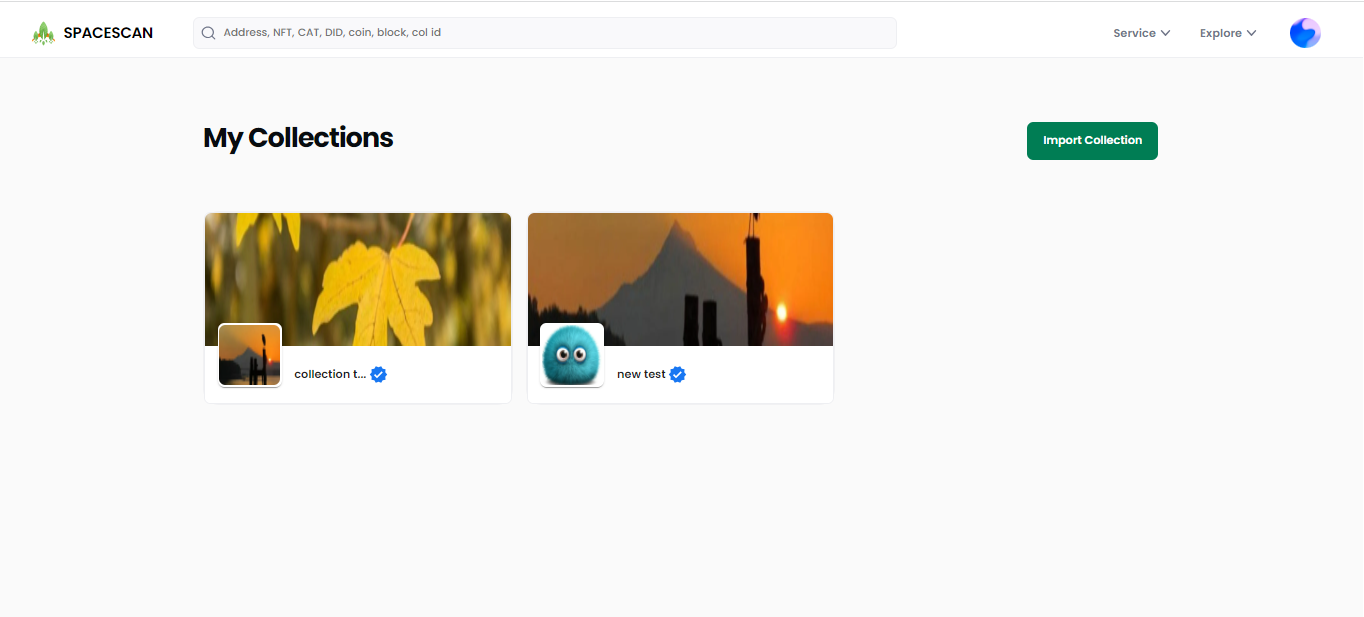 SPACESCAN
Address, NFT, CAT, DID, coin, block, col id
Service
Explore
My Collections
Import Collection
collection t...
new test